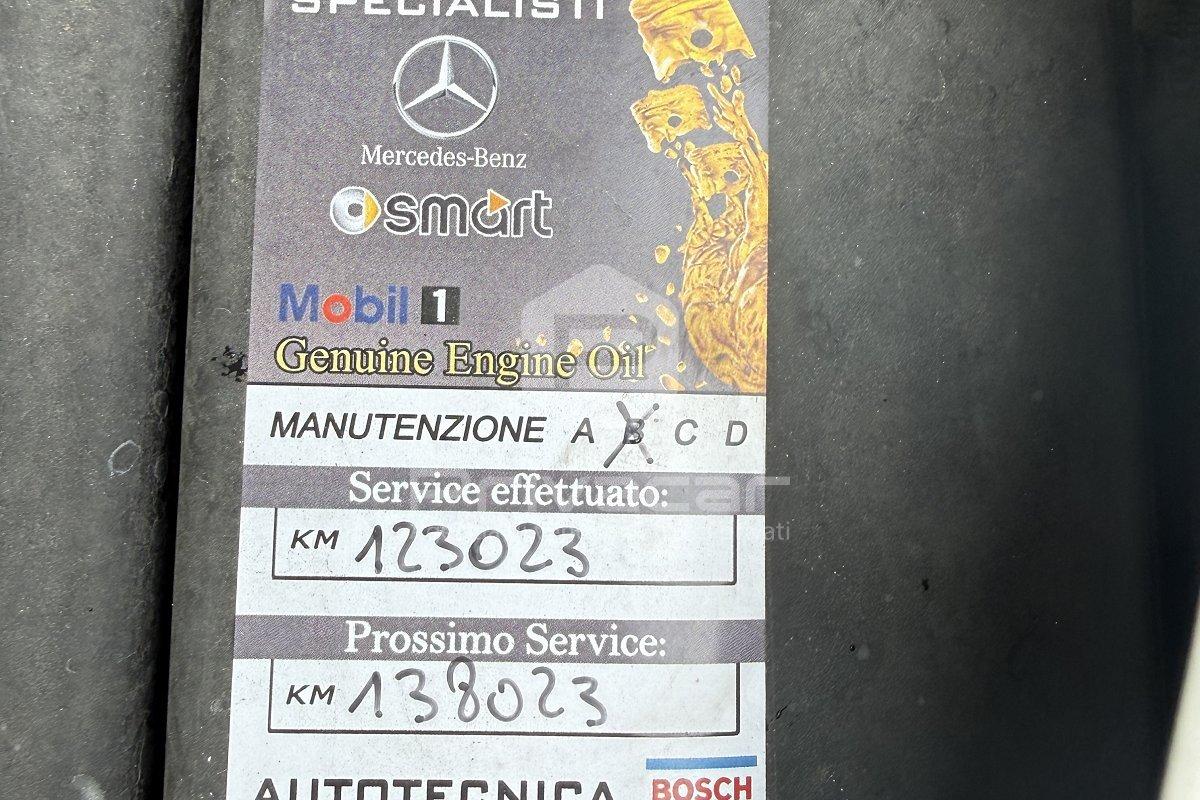 SPECIALISTI
Mercedes-Benz
smart
Mobil 1
Genuine Engine Oil
MANUTENZIONE A B C D
Service effettuato:
KM 123023
Prossimo Service:
KM 138023
AUTOTECNICA
BOSCH